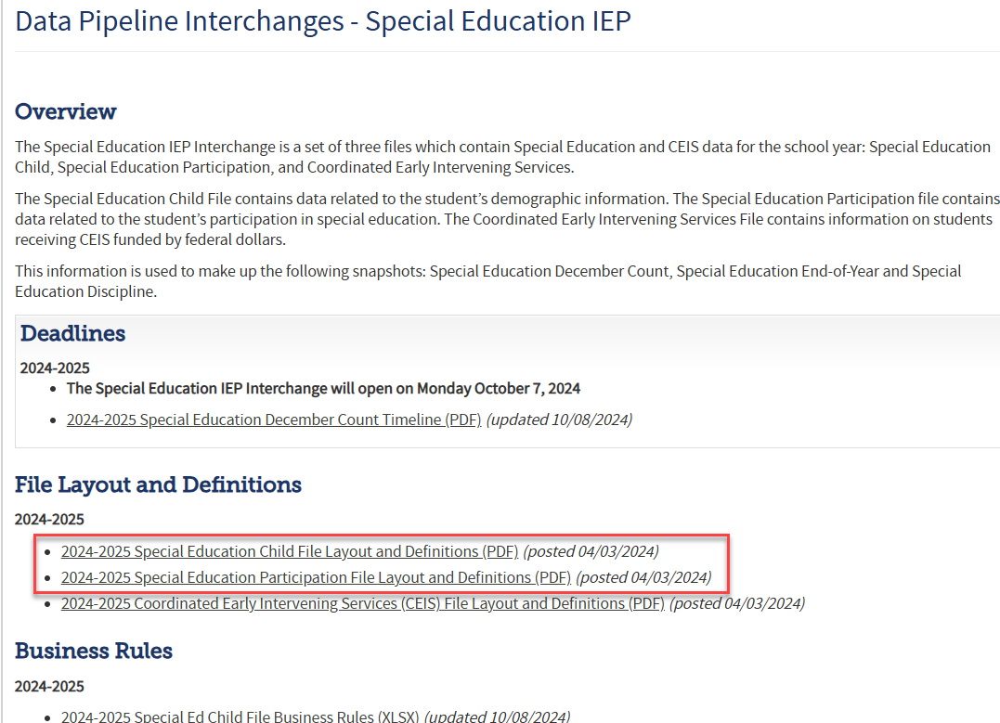 Data Pipeline Interchanges - Special Education IEP
Overview
The Special Education IEP Interchange is a set of three files which contain Special Education and CEIS data for the school year: Special Education
Child, Special Education Participation, and Coordinated Early Intervening Services.
The Special Education Child File contains data related to the student’s demographic information. The Special Education Participation file contains
data related to the student’s participation in special education. The Coordinated Early Intervening Services File contains information on students
receiving CEIS funded by federal dollars.
This information is used to make up the following snapshots: Special Education December Count, Special Education End-of-Year and Special
Education Discipline.
Deadlines
2024-2025
• The Special Education IEP Interchange will open on Monday October 7, 2024
• 2024-2025 Special Education December Count Timeline (PDF) (updated 10/08/2024)
File Layout and Definitions
2024-2025
• 2024-2025 Special Education Child File Layout and Definitions (PDF) (posted 04/03/2024)
• 2024-2025 Special Education Participation File Layout and Definitions (PDF) (posted 04/03/2024)
• 2024-2025 Coordinated Early Intervening Services (CEIS) File Layout and Definitions (PDF) (posted 04/03/2024)
Business Rules
2024-2025
• 2024-2025 Special Ed Child File Business Rules (XLSX) (updated 10/08/2024)